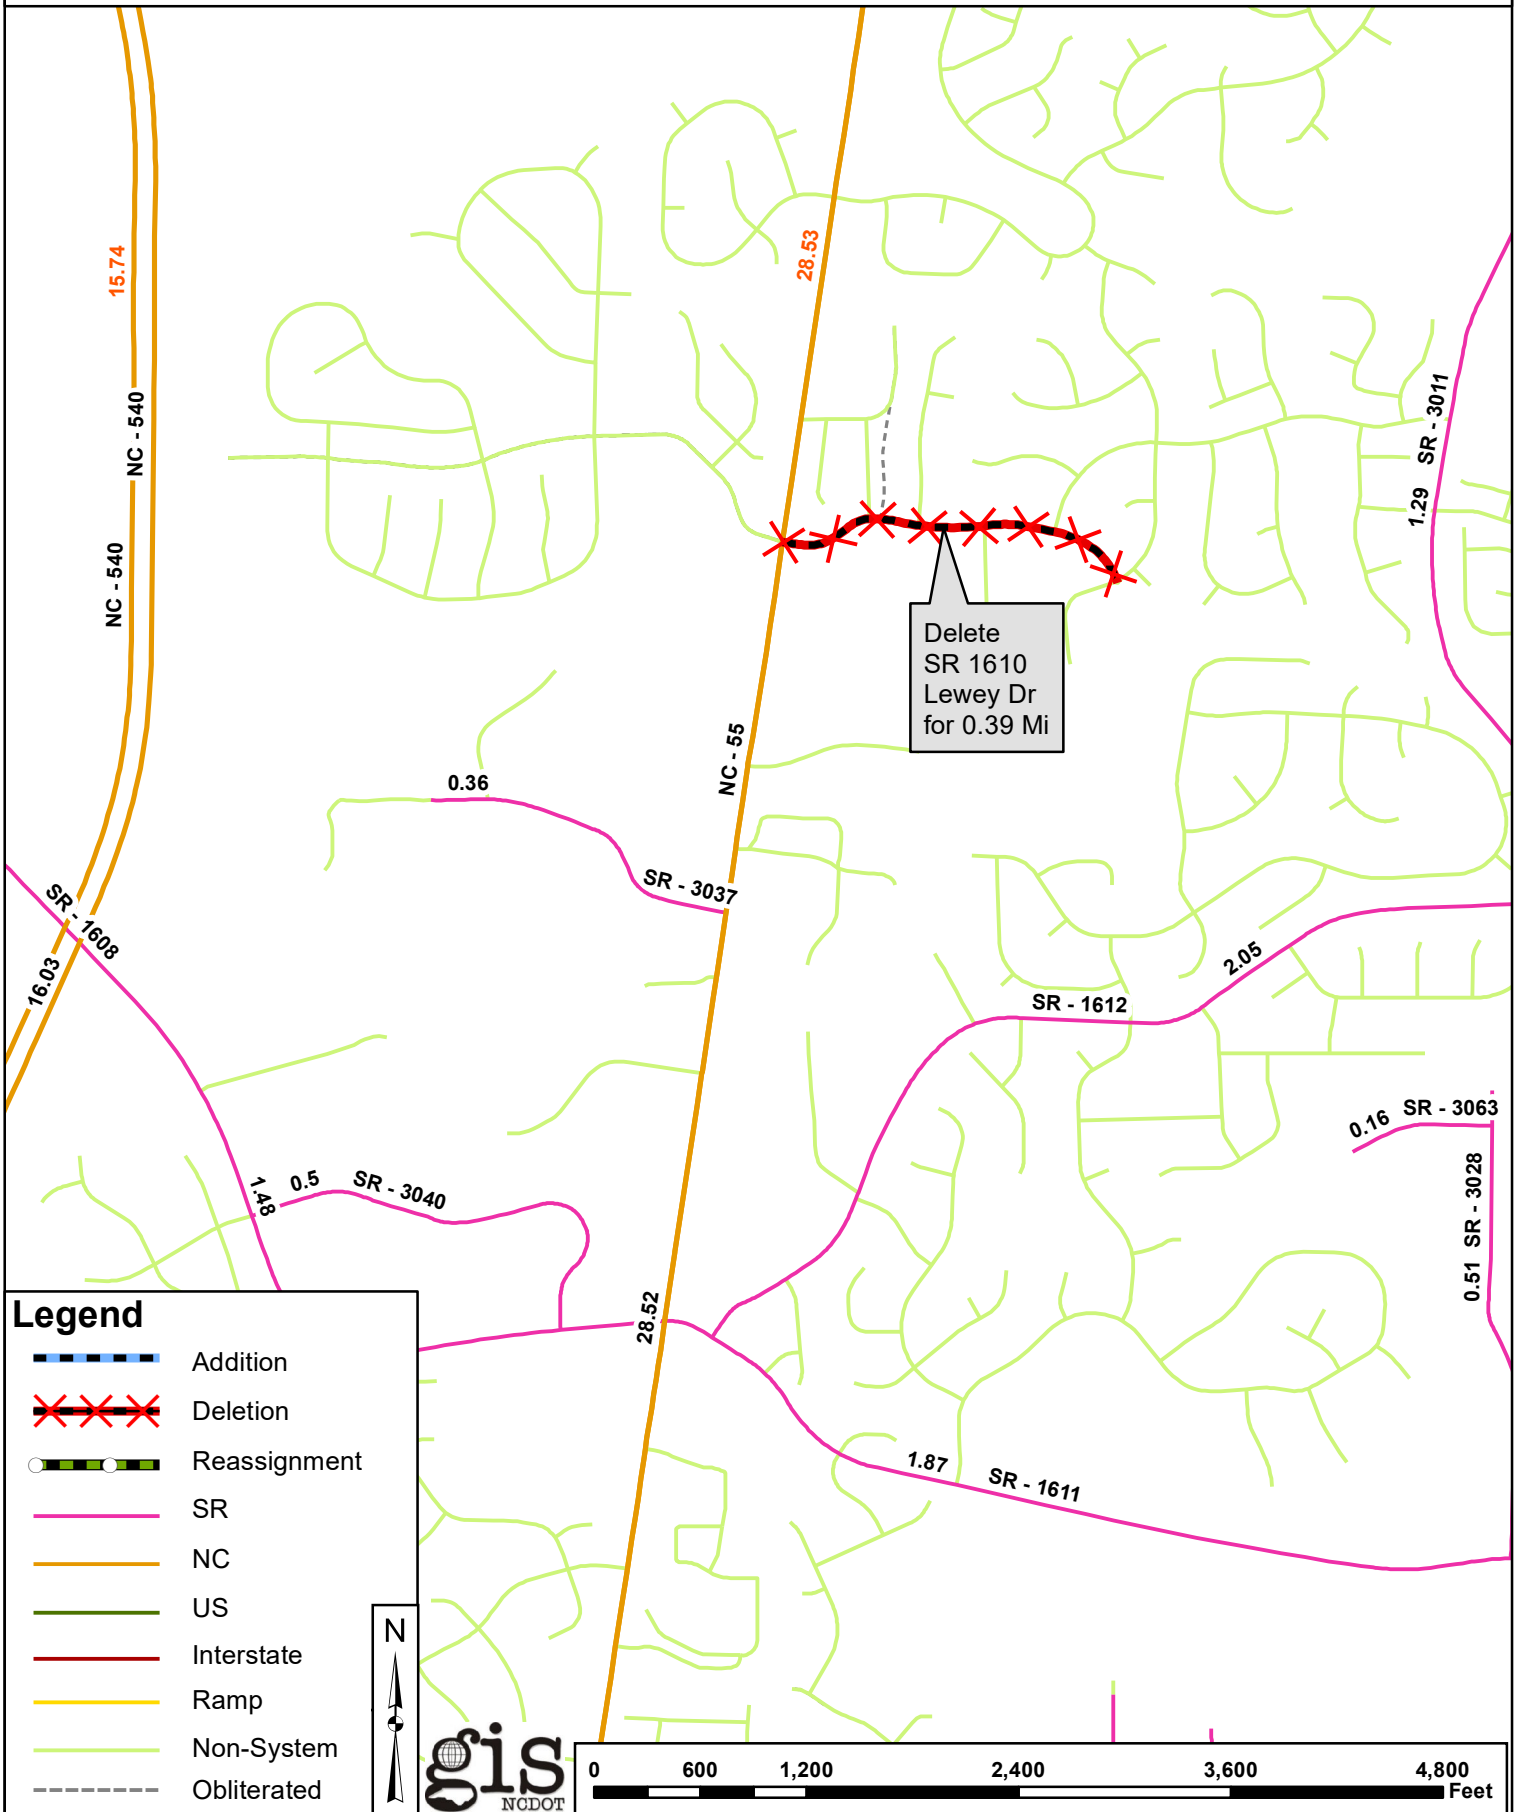 15.74
28.53
NC - 540
SR - 3011
1.29
NC - 540
Delete
SR 1610
Lewey Dr
for 0.39 Mi
NC - 55
0.36
SR - 3037
SR - 1608
16.03
2.05
SR - 1612
0.16
SR - 3063
SR - 3028
0.51
1.48
0.5
SR - 3040
28.52
1.87
SR - 1611
Legend
Addition
Deletion
Reassignment
SR
NC
US
Interstate
Ramp
Non-System
Obliterated
N
gis
NCDOT
0 600 1,200 2,400 3,600 4,800
Feet